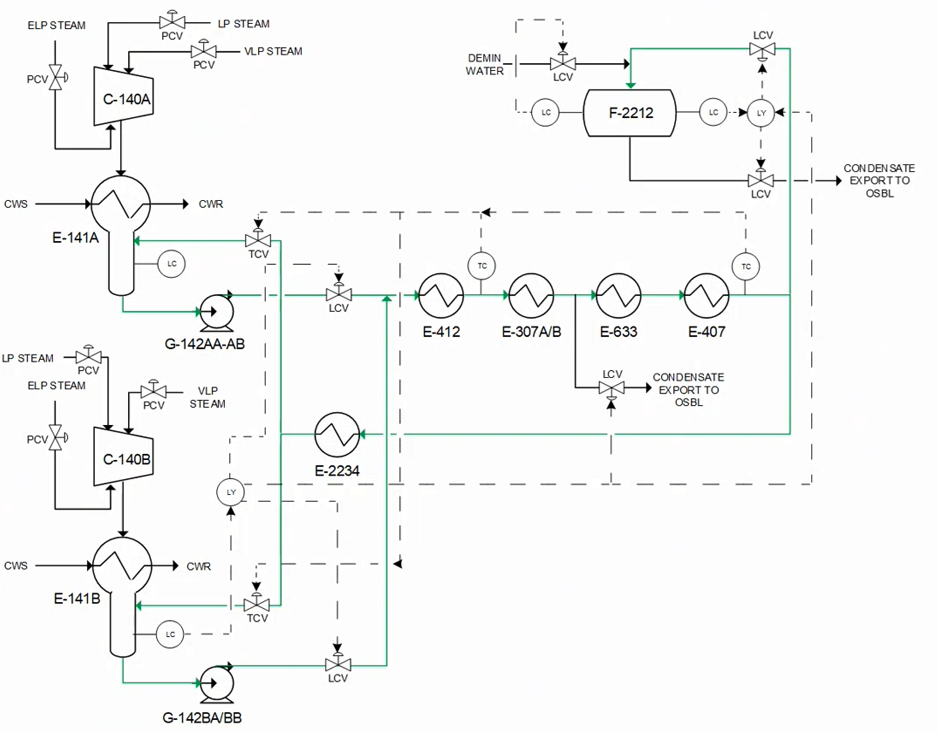 ELP STEAM
LP STEAM
PCV
VLP STEAM
PCV
PCV
C-140A
CWS
CWR
E-141A
LC
TCV
G-142AA-AB
LCV
DEMIN
WATER
LCV
LCV
LC
F-2212
LC
LY
LCV
CONDENSATE
EXPORT TO
OSBL
TC
TC
E-412
E-307A/B
E-633
E-407
LCV
CONDENSATE
EXPORT TO
OSBL
E-2234
LP STEAM
PCV
ELP STEAM
VLP
STEAM
PCV
PCV
C-140B
LY
CWS
CWR
E-141B
LC
TCV
LCV
G-142BA/BB